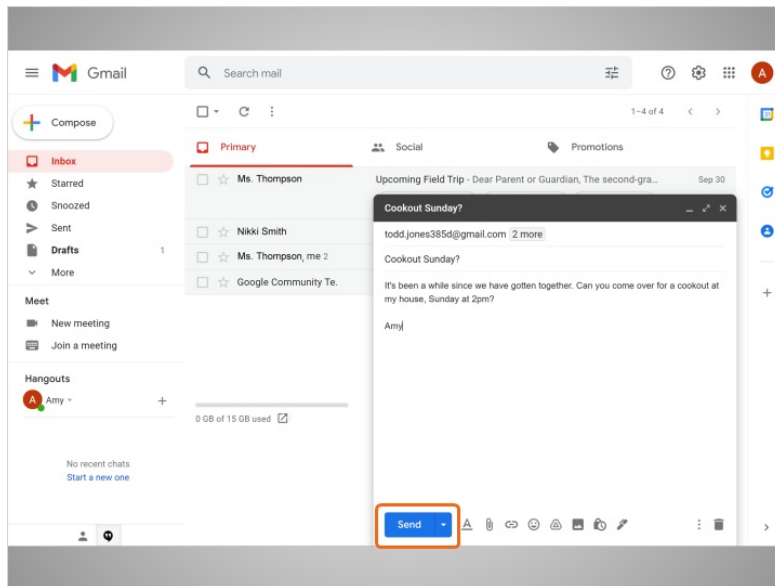 Gmail
Search mail
A
Compose
1–4 of 4
Primary
Social
Promotions
Inbox
Starred
Snoozed
Sent
Drafts 1
More
Ms. Thompson
Upcoming Field Trip - Dear Parent or Guardian, The second-gra... Sep 30
Nikki Smith
Ms. Thompson, me 2
Google Community Te.
Cookout Sunday?
todd.jones385d@gmail.com 2 more
Cookout Sunday?
It's been a while since we have gotten together. Can you come over for a cookout at
my house, Sunday at 2pm?
Amy
Meet
New meeting
Join a meeting
Hangouts
A Amy
0 GB of 15 GB used
No recent chats
Start a new one
Send